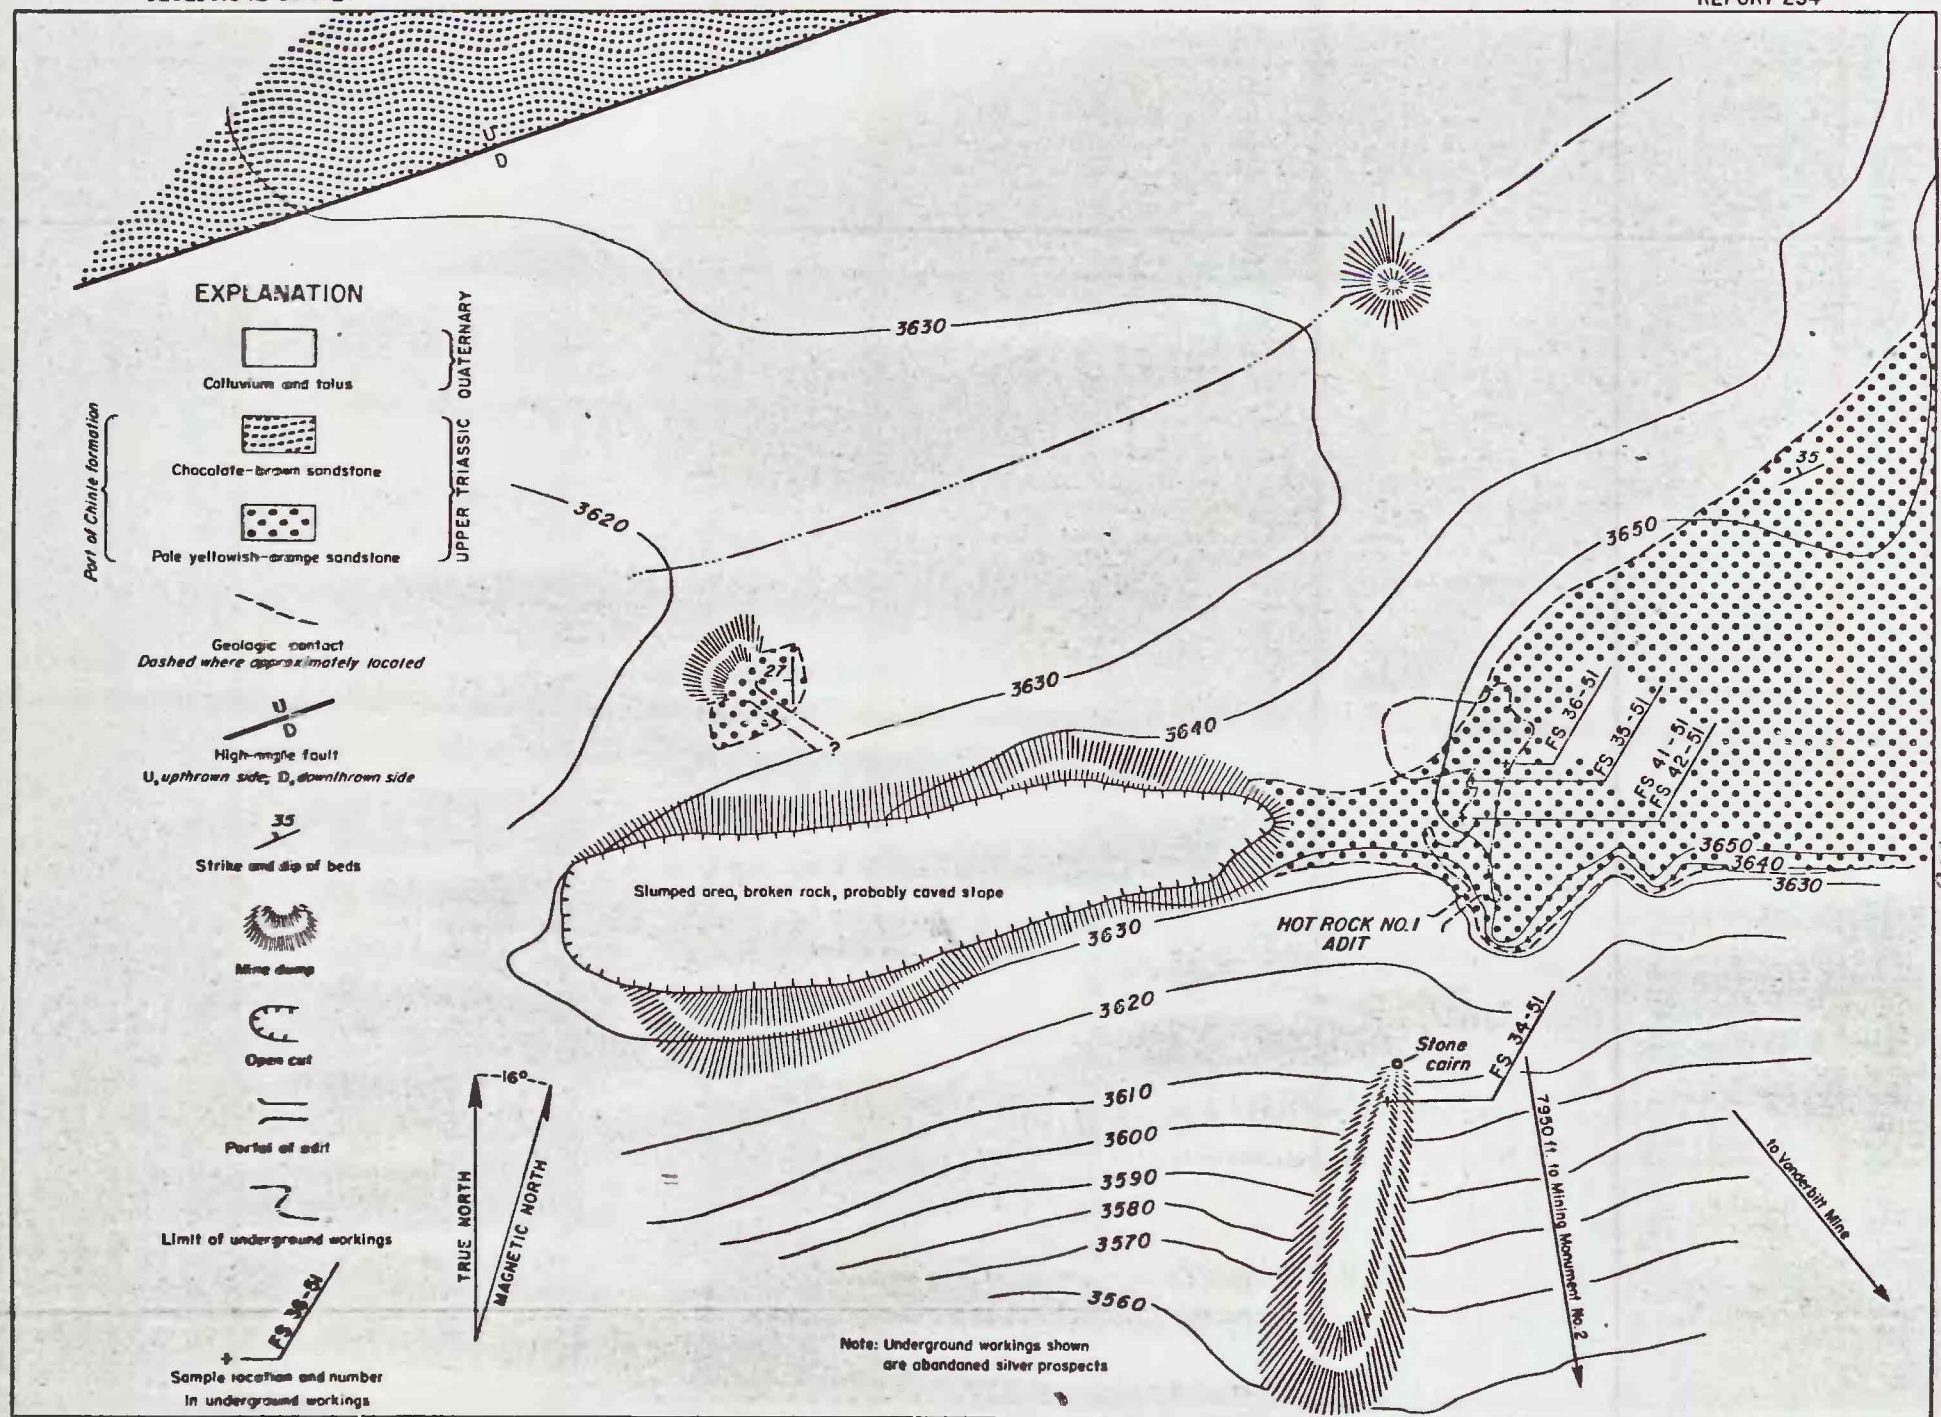 REPORT 234
U
D
EXPLANATION
QUATERNARY
Colluvium and talus
Part of Chinle formation
UPPER TRIASSIC
Chocolate-brown sandstone
Pale yellowish-orange sandstone
Geologic contact
Dashed where approximately located
U
D
High-angle fault
U, upthrown side; D, downthrown side
35
Strike and dip of beds
Mine dump
Open cut
Portal of adit
Limit of underground workings
FS 36-51
Sample location and number
in underground workings
16°
TRUE NORTH
MAGNETIC NORTH
3630
3620
35
3650
27
3630
?
3640
FS 36-51
FS 35-51
FS 41-51
FS 42-51
3650
3640
3630
Slumped area, broken rock, probably caved stope
3630
HOT ROCK NO. 1
ADIT
3620
FS 34-51
Stone
cairn
3610
3600
3590
3580
3570
3560
7950 ft. to Mining Monument No. 2
to Vanderbilt Mine
Note: Underground workings shown
are abandaned silver prospects